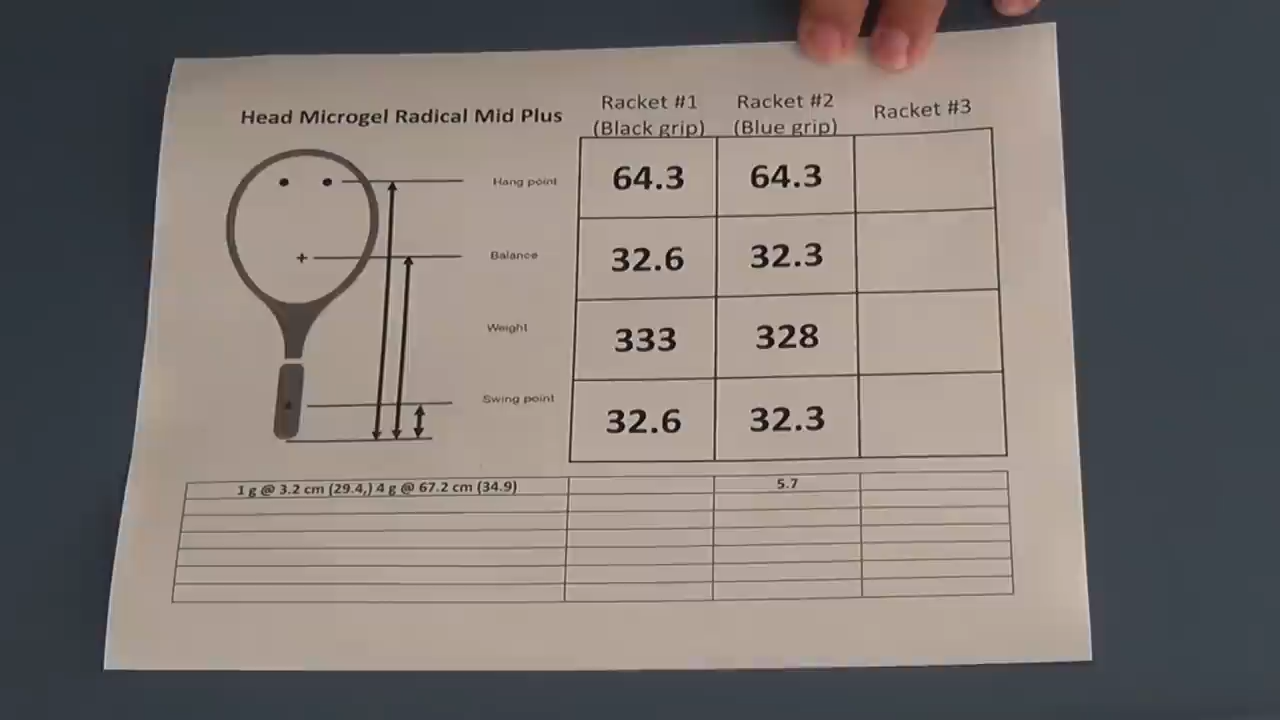 Head Microgel Radical Mid Plus
Racket #1
(Black grip)
Racket #2
(Blue grip)
Racket #3
Hang point 64.3 64.3
Balance 32.6 32.3
Weight 333 328
Swing point 32.6 32.3
1 g @ 3.2 cm (29.4,) 4 g @ 67.2 cm (34.9) 5.7